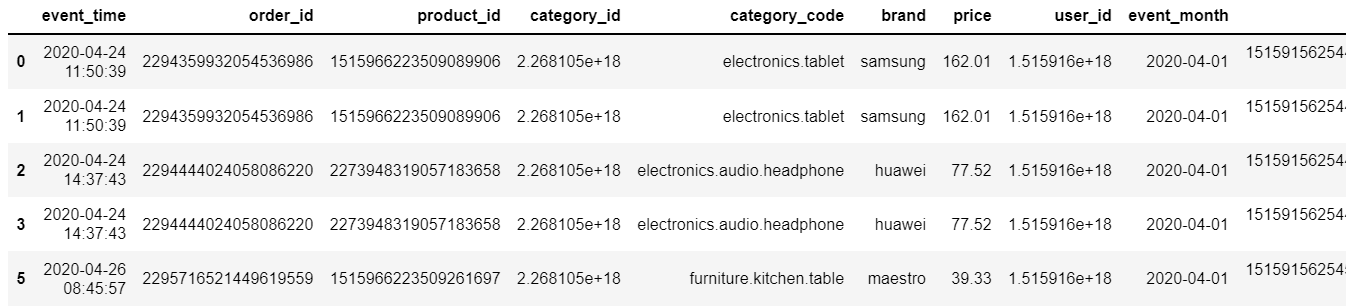 event_time order_id product_id category_id category_code brand price user_id event_month
0 2020-04-24 11:50:39 2294359932054536986 1515966223509089906 2.268105e+18 electronics.tablet samsung 162.01 1.515916e+18 2020-04-01 15159156254
1 2020-04-24 11:50:39 2294359932054536986 1515966223509089906 2.268105e+18 electronics.tablet samsung 162.01 1.515916e+18 2020-04-01 15159156254
2 2020-04-24 14:37:43 2294444024058086220 2273948319057183658 2.268105e+18 electronics.audio.headphone huawei 77.52 1.515916e+18 2020-04-01 15159156254
3 2020-04-24 14:37:43 2294444024058086220 2273948319057183658 2.268105e+18 electronics.audio.headphone huawei 77.52 1.515916e+18 2020-04-01 15159156254
5 2020-04-26 08:45:57 2295716521449619559 1515966223509261697 2.268105e+18 furniture.kitchen.table maestro 39.33 1.515916e+18 2020-04-01 15159156254